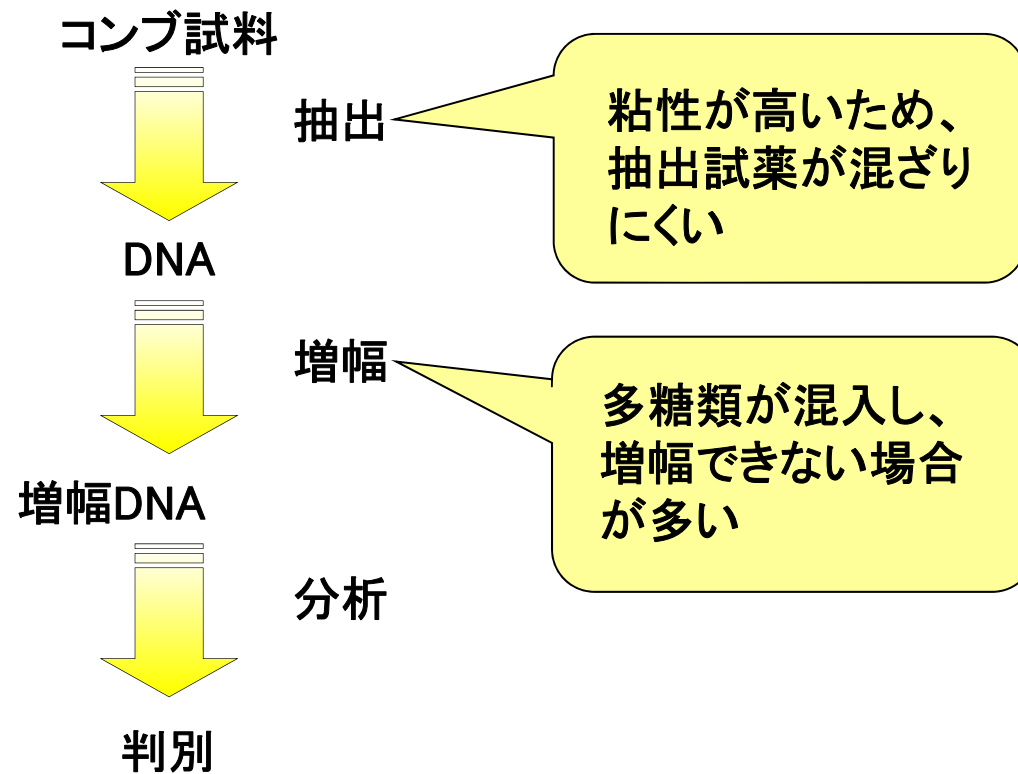 コンブ試料
抽出
粘性が高いため、
抽出試薬が混ざり
にくい
DNA
増幅
多糖類が混入し、
増幅できない場合
が多い
増幅DNA
分析
判別